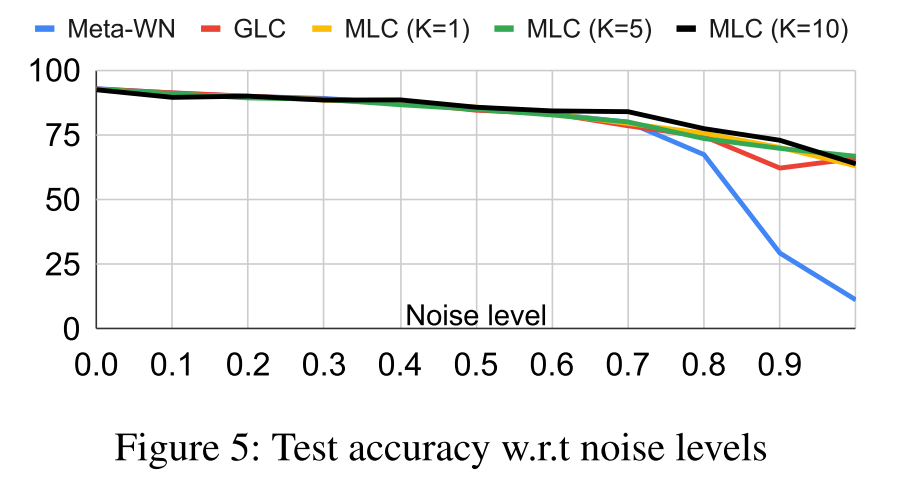 Meta-WN GLC MLC (K=1) MLC (K=5) MLC (K=10)
100
75
50
25
0
Noise level
0.0 0.1 0.2 0.3 0.4 0.5 0.6 0.7 0.8 0.9
Figure 5: Test accuracy w.r.t noise levels